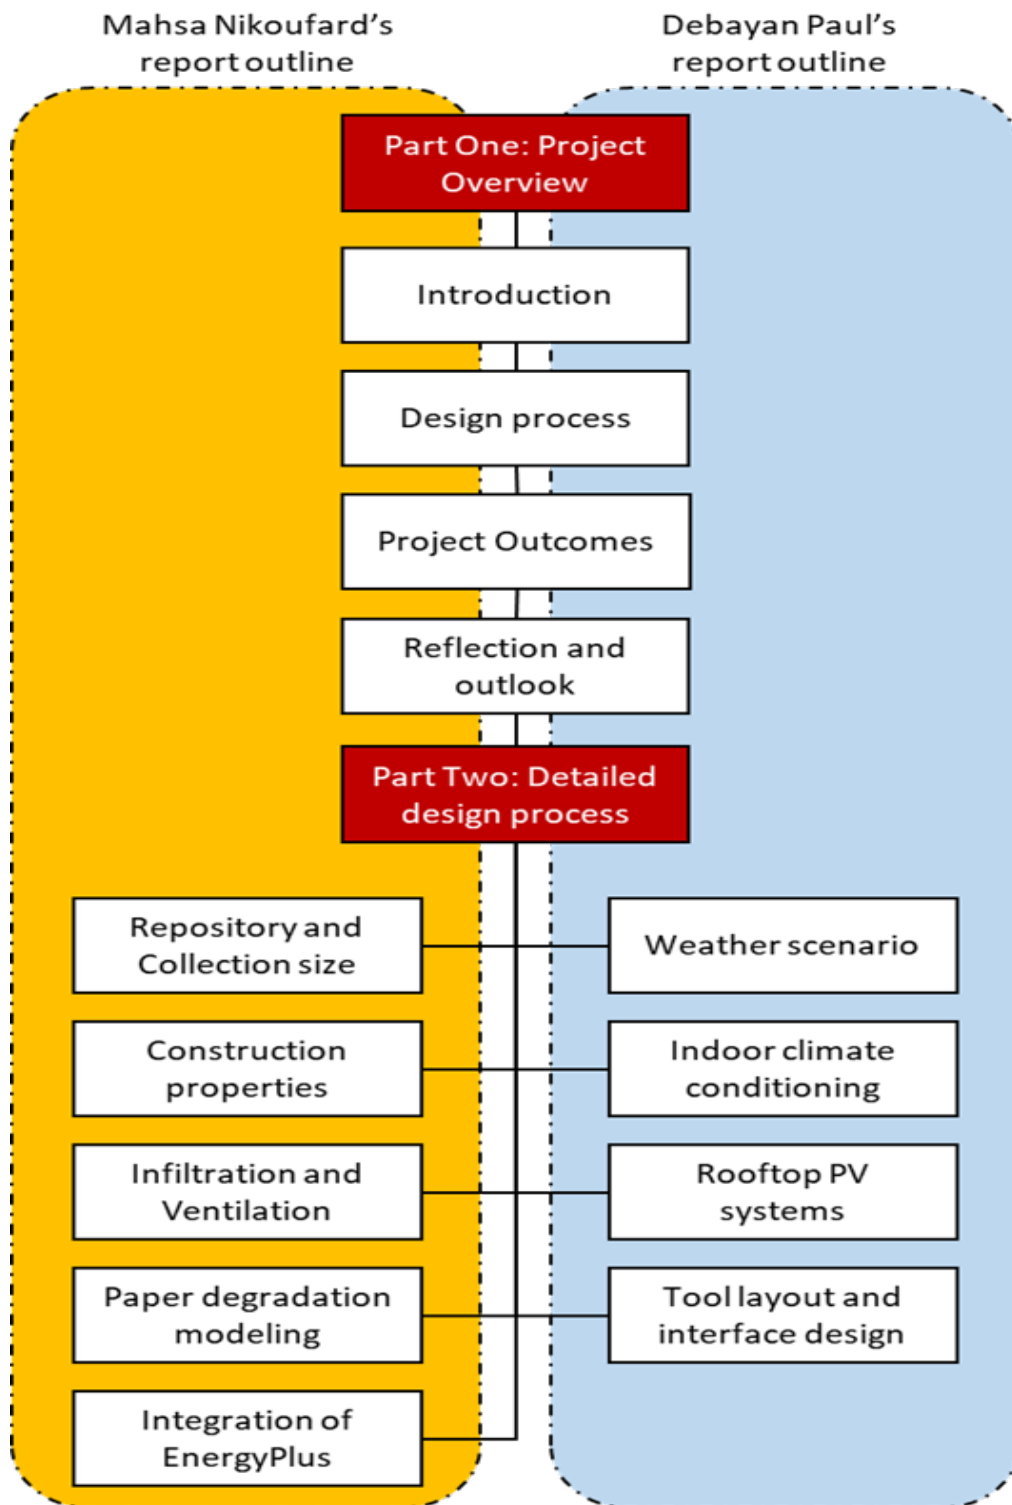 Mahsa Nikoufard’s
report outline
Debayan Paul’s
report outline
Part One: Project
Overview
Introduction
Design process
Project Outcomes
Reflection and
outlook
Part Two: Detailed
design process
Repository and
Collection size
Weather scenario
Construction
properties
Indoor climate
conditioning
Infiltration and
Ventilation
Rooftop PV
systems
Paper degradation
modeling
Tool layout and
interface design
Integration of
EnergyPlus